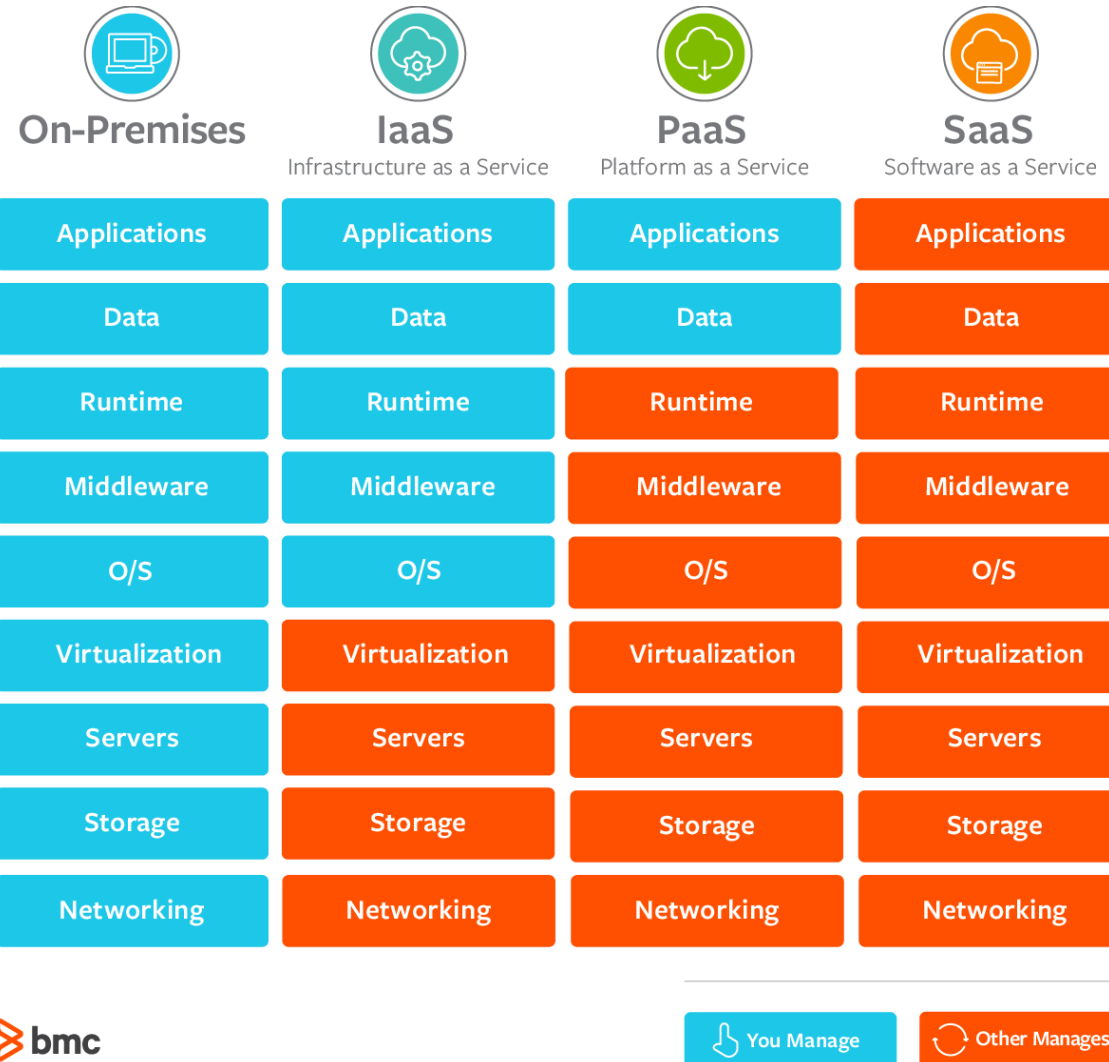 On-Premises
IaaS
Infrastructure as a Service
PaaS
Platform as a Service
SaaS
Software as a Service
Applications Applications Applications Applications
Data Data Data Data
Runtime Runtime Runtime Runtime
Middleware Middleware Middleware Middleware
O/S O/S O/S O/S
Virtualization Virtualization Virtualization Virtualization
Servers Servers Servers Servers
Storage Storage Storage Storage
Networking Networking Networking Networking
bmc
You Manage
Other Manages